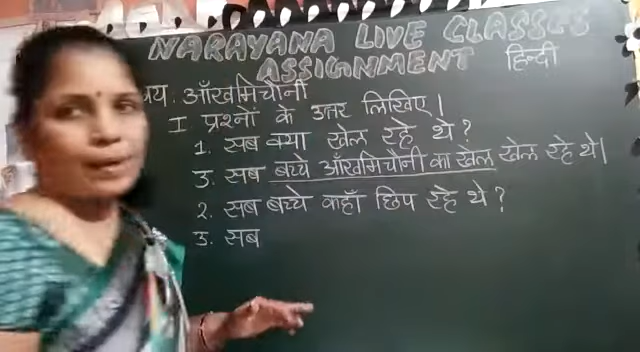 NARAYANA LIVE CLASSES
ASSIGNMENT हिन्दी
आँखमिचौनी
I प्रश्नों के उत्तर लिखिए।
1. सब क्या खेल रहे थे?
उ. सब बच्चे आँखमिचौनी का खेल खेल रहे थे।
2. सब बच्चे कहाँ छिप रहे थे?
उ. सब